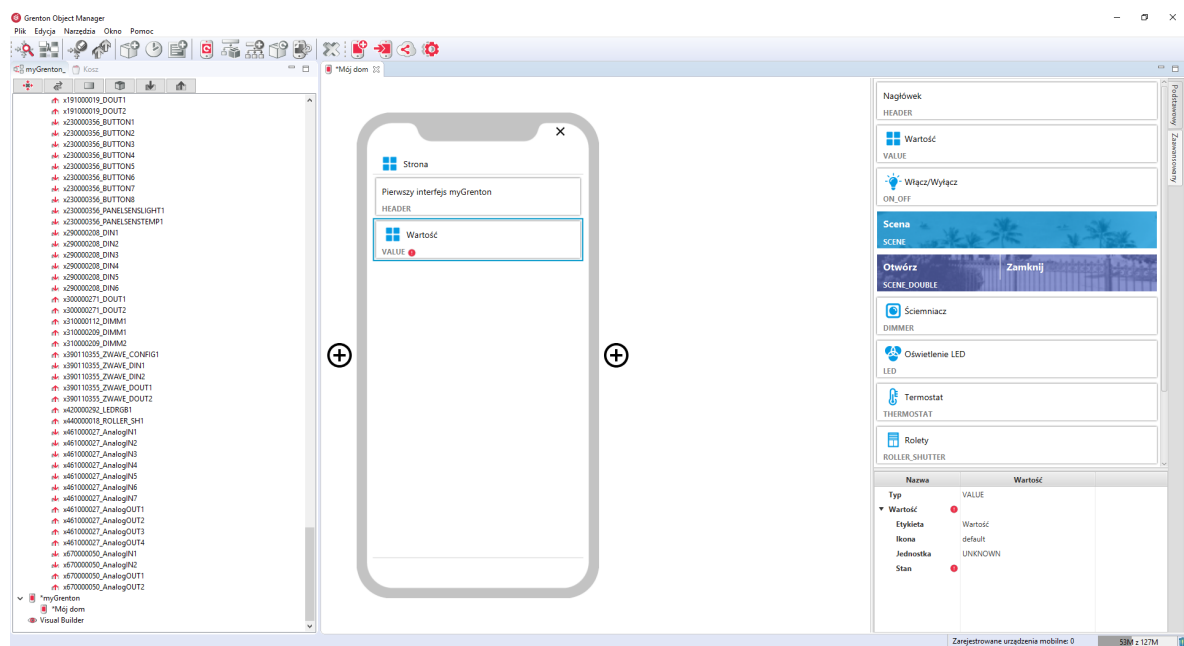 Grenton Object Manager
Plik Edycja Narzędzia Okno Pomoc
myGrenton_ Kosz
*Mój dom
x191000019_DOUT1
x191000019_DOUT2
x230000356_BUTTON1
x230000356_BUTTON2
x230000356_BUTTON3
x230000356_BUTTON4
x230000356_BUTTON5
x230000356_BUTTON6
x230000356_BUTTON7
x230000356_BUTTON8
x230000356_PANELSENSLIGHT1
x230000356_PANELSENSTEMP1
x290000208_DIN1
x290000208_DIN2
x290000208_DIN3
x290000208_DIN4
x290000208_DIN5
x290000208_DIN6
x300000271_DOUT1
x300000271_DOUT2
x310000112_DIMM1
x310000209_DIMM1
x310000209_DIMM2
x390110355_ZWAVE_CONFIG1
x390110355_ZWAVE_DIN1
x390110355_ZWAVE_DIN2
x390110355_ZWAVE_DOUT1
x390110355_ZWAVE_DOUT2
x420000292_LEDRGB1
x440000018_ROLLER_SH1
x461000027_AnalogIN1
x461000027_AnalogIN2
x461000027_AnalogIN3
x461000027_AnalogIN4
x461000027_AnalogIN5
x461000027_AnalogIN6
x461000027_AnalogIN7
x461000027_AnalogOUT1
x461000027_AnalogOUT2
x461000027_AnalogOUT3
x461000027_AnalogOUT4
x670000050_AnalogIN1
x670000050_AnalogIN2
x670000050_AnalogOUT1
x670000050_AnalogOUT2
*myGrenton
*Mój dom
Visual Builder
Strona
Pierwszy interfejs myGrenton
HEADER
Wartość
VALUE
Nagłówek
HEADER
Wartość
VALUE
Włącz/Wyłącz
ON_OFF
Scena
SCENE
Otwórz Zamknij
SCENE_DOUBLE
Ściemniacz
DIMMER
Oświetlenie LED
LED
Termostat
THERMOSTAT
Rolety
ROLLER_SHUTTER
Podstawowy
Zaawansowany
Nazwa Wartość
Typ VALUE
Wartość
Etykieta Wartość
Ikona default
Jednostka UNKNOWN
Stan
Zarejestrowane urządzenia mobilne: 0 53M z 127M